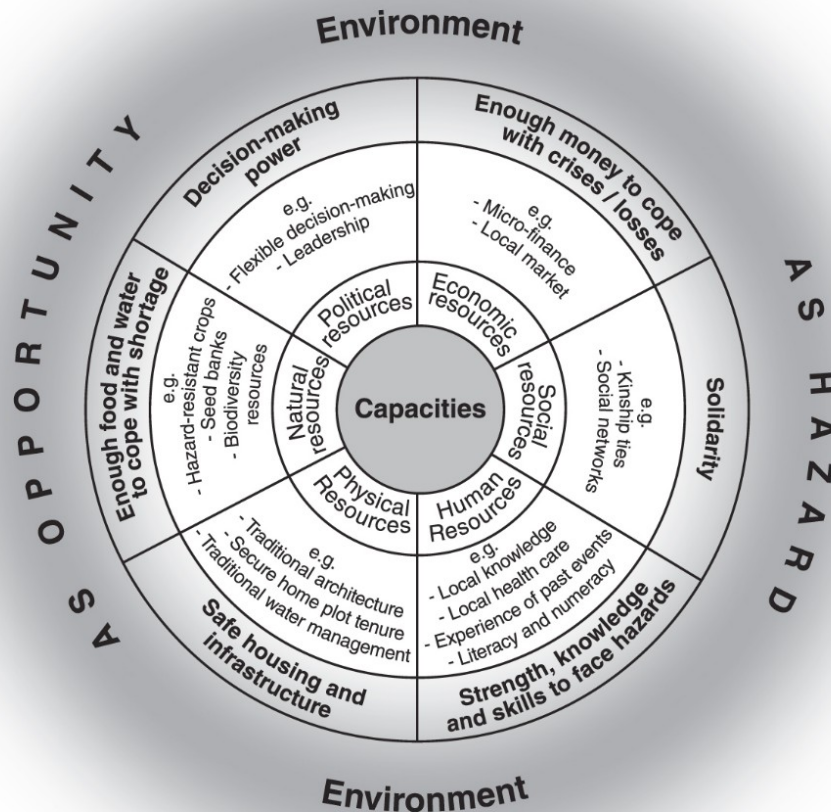 Environment
AS OPPORTUNITY
AS HAZARD
Decision-making
power
e.g.
- Flexible decision-making
- Leadership
Political
resources
Enough money to cope
with crises / losses
e.g.
- Micro-finance
- Local market
Economic
resources
Solidarity
e.g.
- Kinship ties
- Social networks
Social
resources
Strength, knowledge
and skills to face hazards
e.g.
- Local knowledge
- Local health care
- Experience of past events
- Literacy and numeracy
Human
Resources
Safe housing and
infrastructure
e.g.
- Traditional architecture
- Secure home plot tenure
- Traditional water management
Physical
Resources
Enough food and water
to cope with shortage
e.g.
- Hazard-resistant crops
- Seed banks
- Biodiversity
resources
Natural
resources
Capacities
Environment